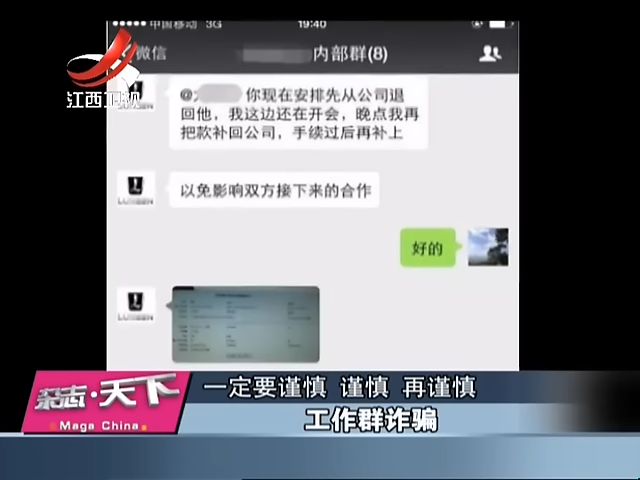 中国移动 3G
19:40
微信
内部群(8)
江西卫视
@ 你现在安排先从公司退
回他，我这边还在开会，晚点我再
把款补回公司，手续过后再补上
以免影响双方接下来的合作
好的
杂志·天下
Maga China
一定要谨慎 谨慎 再谨慎
工作群诈骗